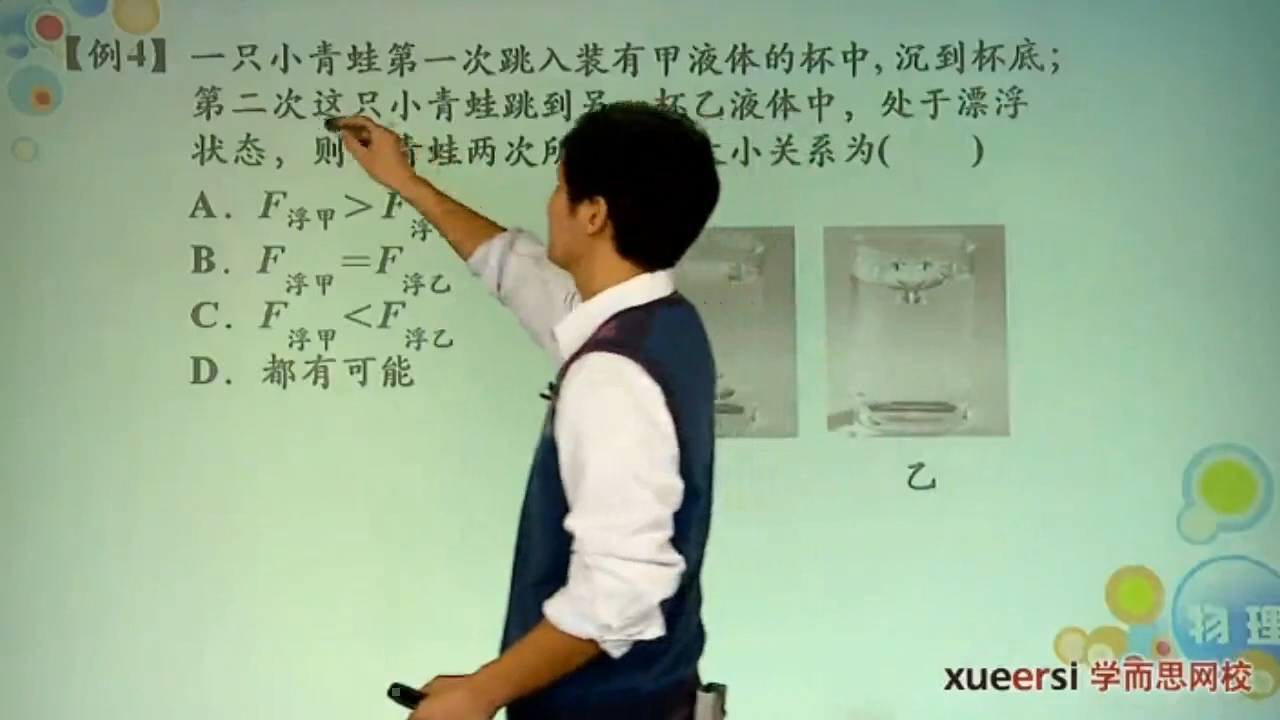 【例4】 一只小青蛙第一次跳入装有甲液体的杯中,沉到杯底;
第二次这只小青蛙跳到另 杯乙液体中，处于漂浮
状态，则 青蛙两次所 大小关系为( )
A. F浮甲>F浮
B. F浮甲=F浮乙
C. F浮甲<F浮乙
D. 都有可能
乙
物理
xueersi 学而思网校